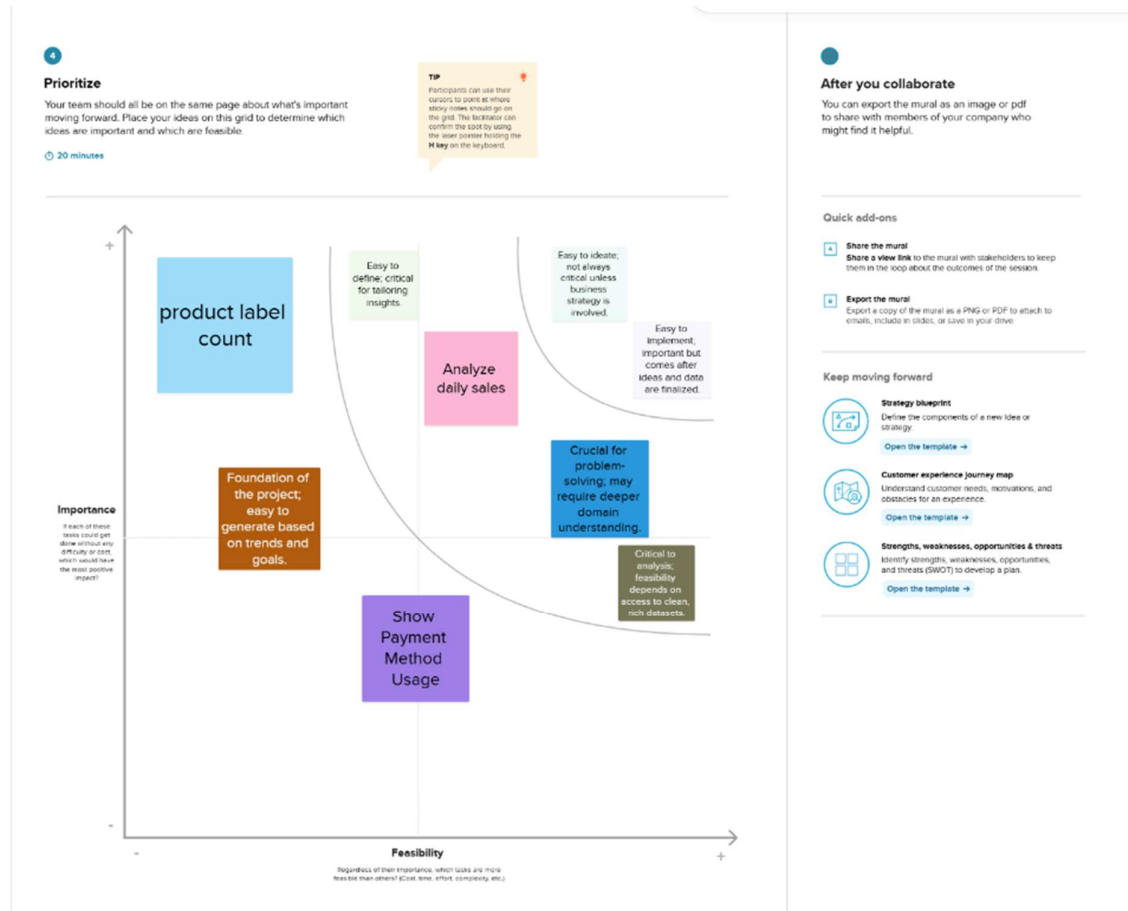 4
Prioritize
Your team should all be on the same page about what's important
moving forward. Place your ideas on this grid to determine which
ideas are important and which are feasible.
20 minutes
TIP
Participants can use their
cursors to point at where
sticky notes should go on
the grid. The facilitator can
confirm the spot by using
the laser pointer holding the
H key on the keyboard.
+
product label
count
Easy to
define; critical
for tailoring
insights.
Easy to ideate;
not always
critical unless
business
strategy is
involved.
Easy to
implement;
important but
comes after
ideas and data
are finalized.
Analyze
daily sales
Foundation of
the project;
easy to
generate based
on trends and
goals.
Crucial for
problem-
solving; may
require deeper
domain
understanding.
Critical to
analysis;
feasibility
depends on
access to clean,
rich datasets.
Show
Payment
Method
Usage
Importance
If each of these
tasks could get
done without any
difficulty or cost,
which would have
the most positive
impact?
-
-
Feasibility
+
Regardless of their importance, which tasks are more
feasible than others? (Cost, time, effort, complexity, etc.)
After you collaborate
You can export the mural as an image or pdf
to share with members of your company who
might find it helpful.
Quick add-ons
A
Share the mural
Share a view link to the mural with stakeholders to keep
them in the loop about the outcomes of the session.
B
Export the mural
Export a copy of the mural as a PNG or PDF to attach to
emails, include in slides, or save in your drive.
Keep moving forward
Strategy blueprint
Define the components of a new idea or
strategy.
Open the template →
Customer experience journey map
Understand customer needs, motivations, and
obstacles for an experience.
Open the template →
Strengths, weaknesses, opportunities & threats
Identify strengths, weaknesses, opportunities,
and threats (SWOT) to develop a plan.
Open the template →